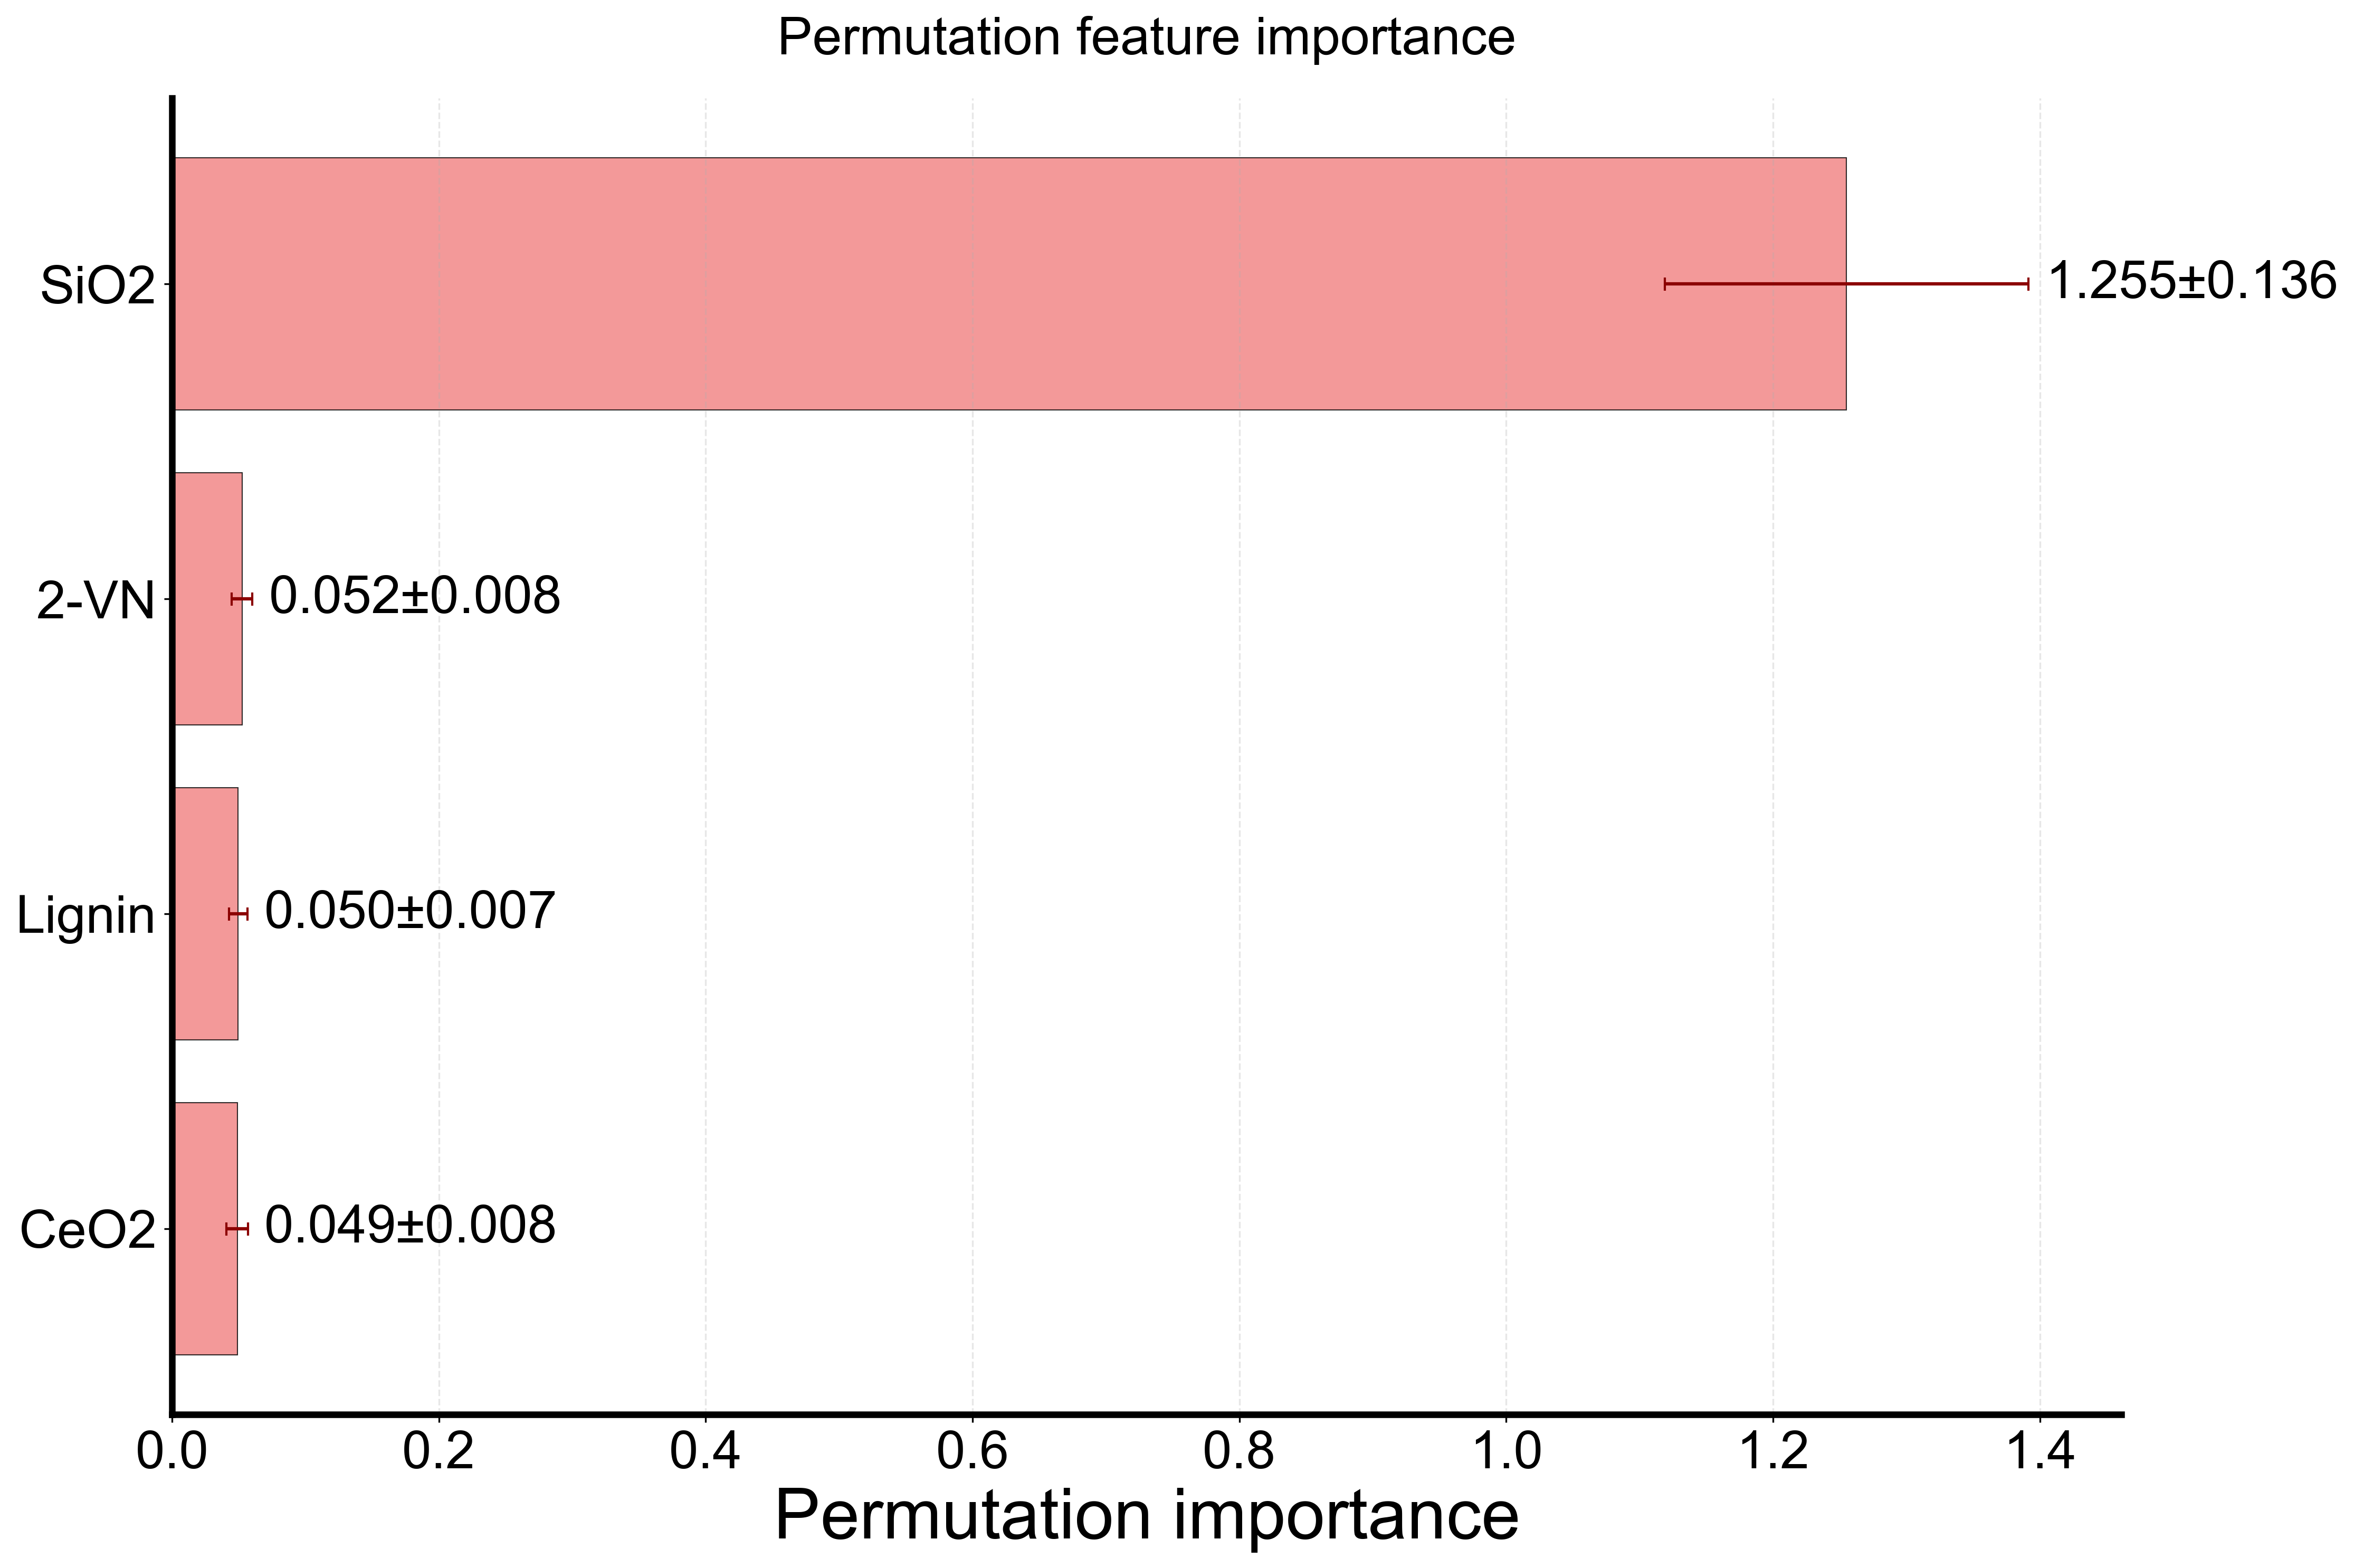 Permutation feature importance
SiO2
1.255±0.136
2-VN
0.052±0.008
Lignin
0.050±0.007
CeO2
0.049±0.008
0.0 0.2 0.4 0.6 0.8 1.0 1.2 1.4
Permutation importance